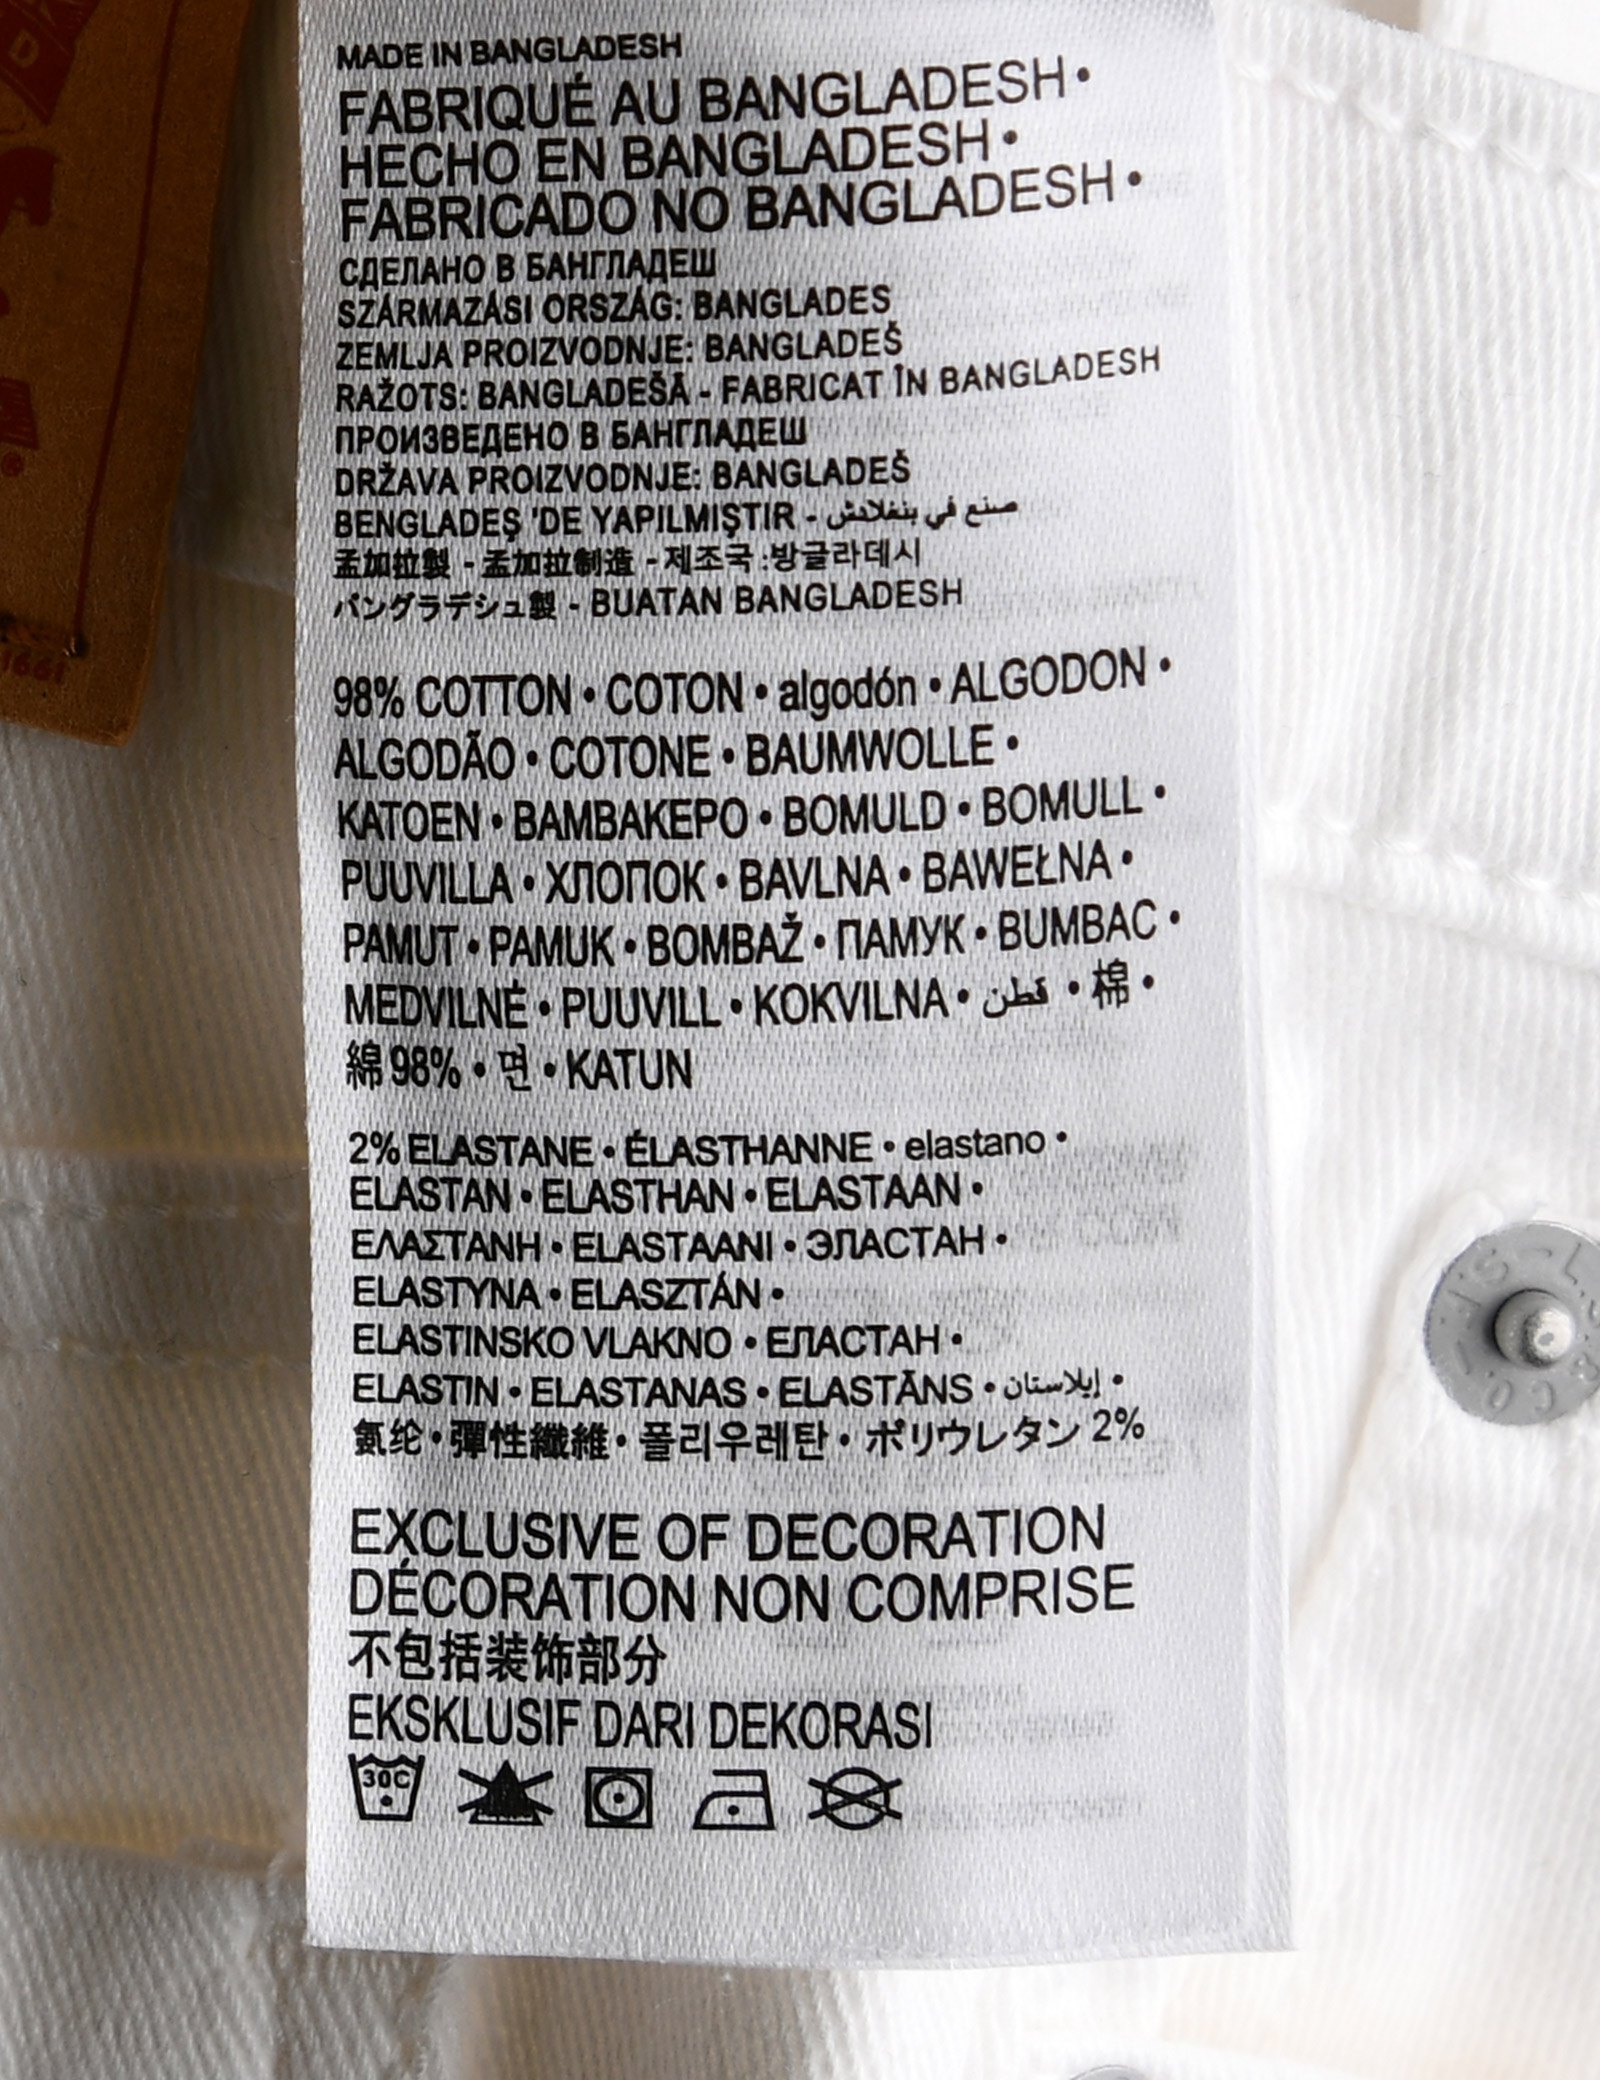 MADE IN BANGLADESH
FABRIQUÉ AU BANGLADESH •
HECHO EN BANGLADESH •
FABRICADO NO BANGLADESH •
СДЕЛАНО В БАНГЛАДЕШ
SZÁRMAZÁSI ORSZÁG: BANGLADES
ZEMLJA PROIZVODNJE: BANGLADEŠ
RAŽOTS: BANGLADEŠĀ - FABRICAT ÎN BANGLADESH
ПРОИЗВЕДЕНО В БАНГЛАДЕШ
DRŽAVA PROIZVODNJE: BANGLADEŠ
BENGLADEŞ 'DE YAPILMIŞTIR - صنع في بنغلادش
孟加拉製 - 孟加拉制造 - 제조국 :방글라데시
バングラデシュ製 - BUATAN BANGLADESH
98% COTTON • COTON • algodón • ALGODON •
ALGODÃO • COTONE • BAUMWOLLE •
KATOEN • BAMBAKEPO • BOMULD • BOMULL •
PUUVILLA • ХЛОПОК • BAVLNA • BAWEŁNA •
PAMUT • PAMUK • BOMBAŽ • ПАМУК • BUMBAC •
MEDVILNĖ • PUUVILL • KOKVILNA • قطن • 棉 •
綿 98% • 면 • KATUN
2% ELASTANE • ÉLASTHANNE • elastano •
ELASTAN • ELASTHAN • ELASTAAN •
ΕΛΑΣΤΑΝΗ • ELASTAANI • ЭЛАСТАН •
ELASTYNA • ELASZTÁN •
ELASTINSKO VLAKNO • ЕЛАСТАН •
ELASTIN • ELASTANAS • ELASTĀNS • إيلاستان •
氨纶 • 彈性纖維 • 폴리우레탄 • ポリウレタン 2%
EXCLUSIVE OF DECORATION
DÉCORATION NON COMPRISE
不包括装饰部分
EKSKLUSIF DARI DEKORASI
30C